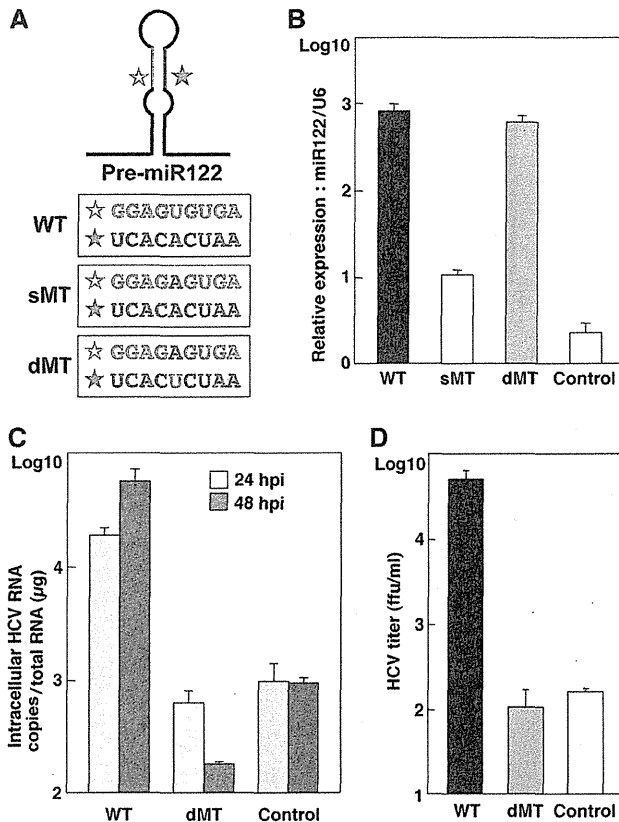 A
Pre-miR122
WT
☆ GGAGUGUGA
★ UCACACUAA
sMT
☆ GGAGAGUGA
★ UCACACUAA
dMT
☆ GGAGAGUGA
★ UCACUCUAA
B
Log10
Relative expression : miR122/U6
3
1
0
WT sMT dMT Control
C
Log10
Intracellular HCV RNA
copies/total RNA (µg)
24 hpi
48 hpi
4
3
2
WT dMT Control
D
Log10
HCV titer (ffu/ml)
4
2
1
WT dMT Control